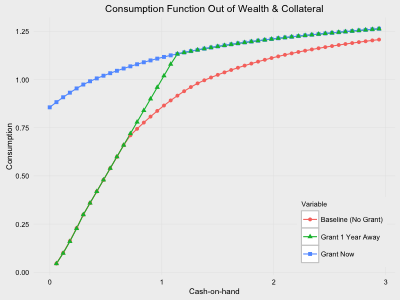 Consumption Function Out of Wealth & Collateral
1.25
1.00
0.75
0.50
0.25
0.00
Consumption
0
1
2
3
Cash-on-hand
Variable
Baseline (No Grant)
Grant 1 Year Away
Grant Now